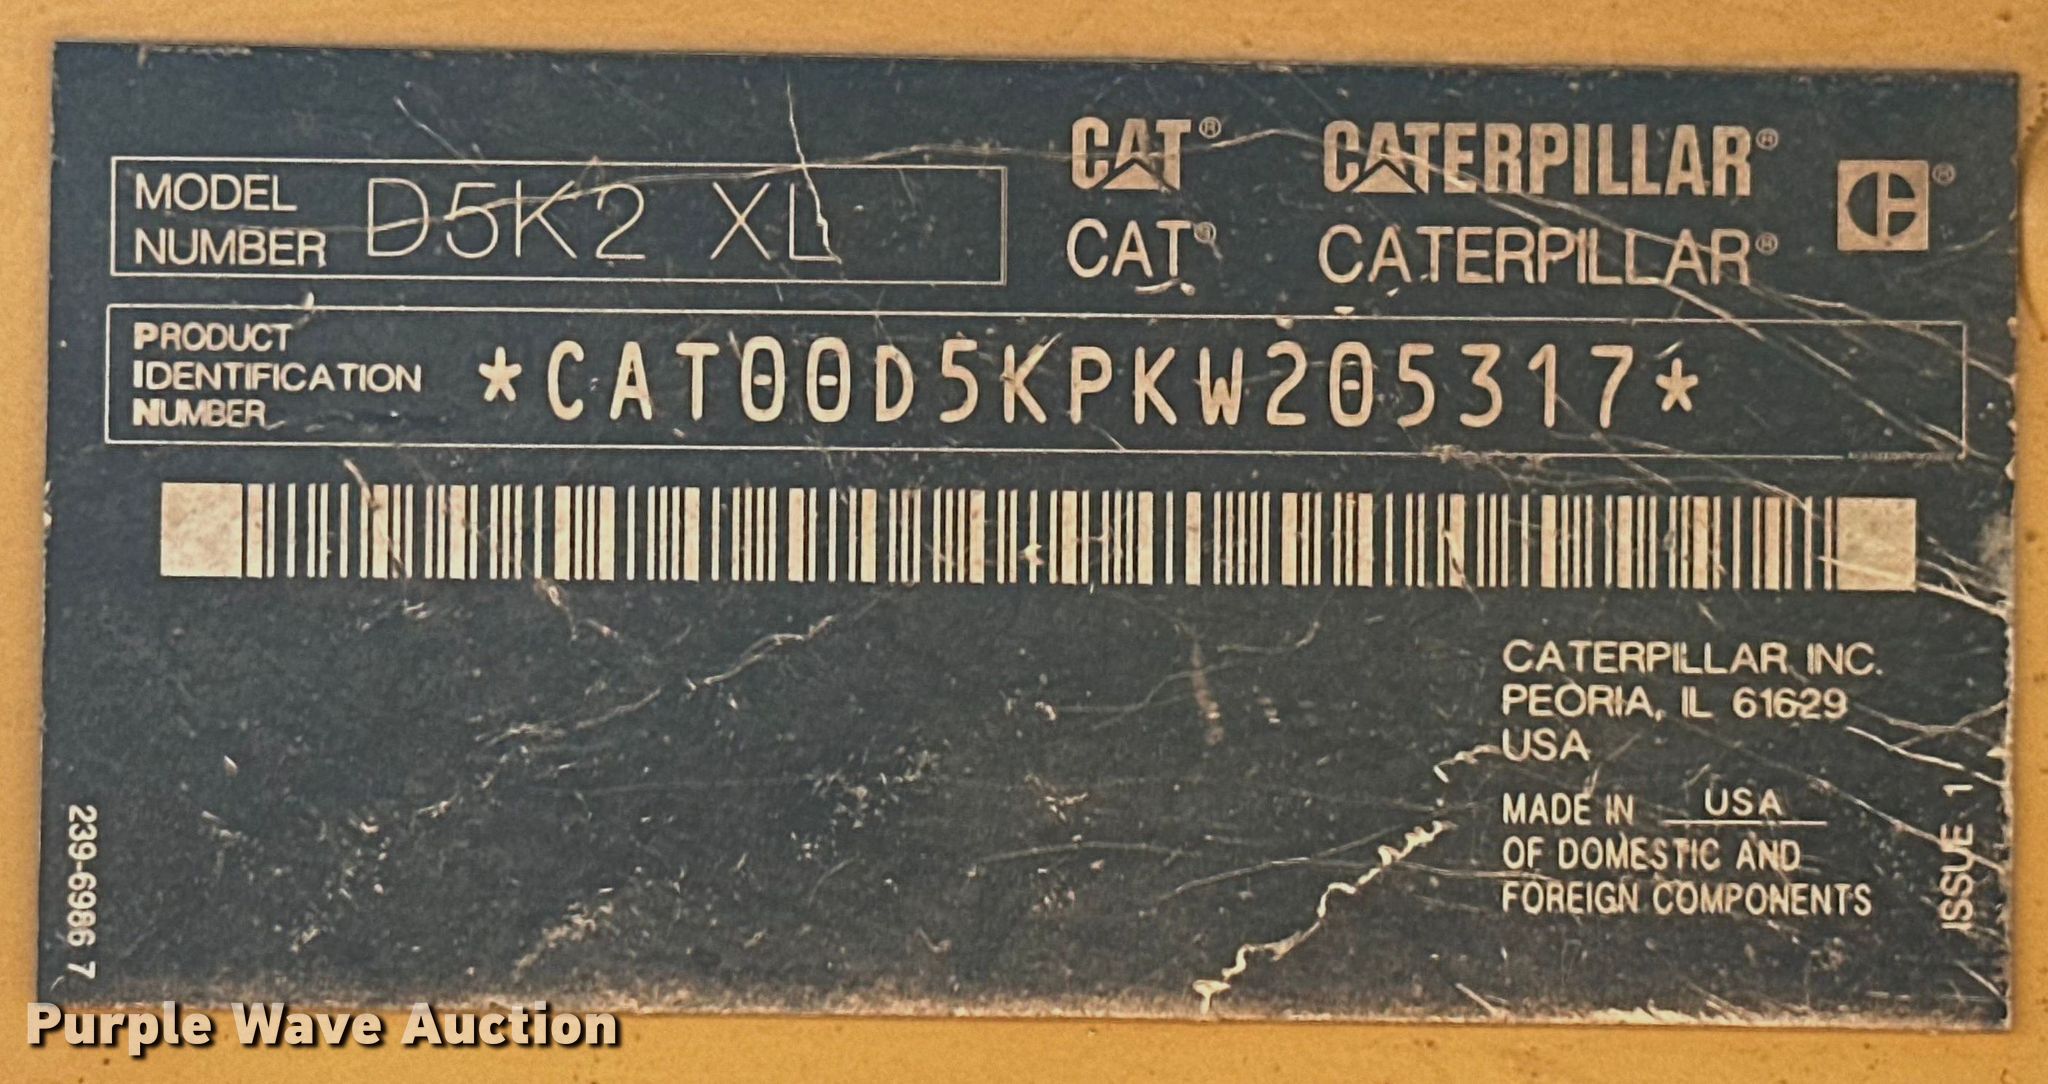 MODEL
NUMBER D5K2 XL
CAT® CATERPILLAR®
CAT® CATERPILLAR®
PRODUCT
IDENTIFICATION
NUMBER
*CAT00D5KPKW205317*
CATERPILLAR INC.
PEORIA, IL 61629
USA
MADE IN USA
OF DOMESTIC AND
FOREIGN COMPONENTS
239-6986 7
ISSUE 1
Purple Wave Auction